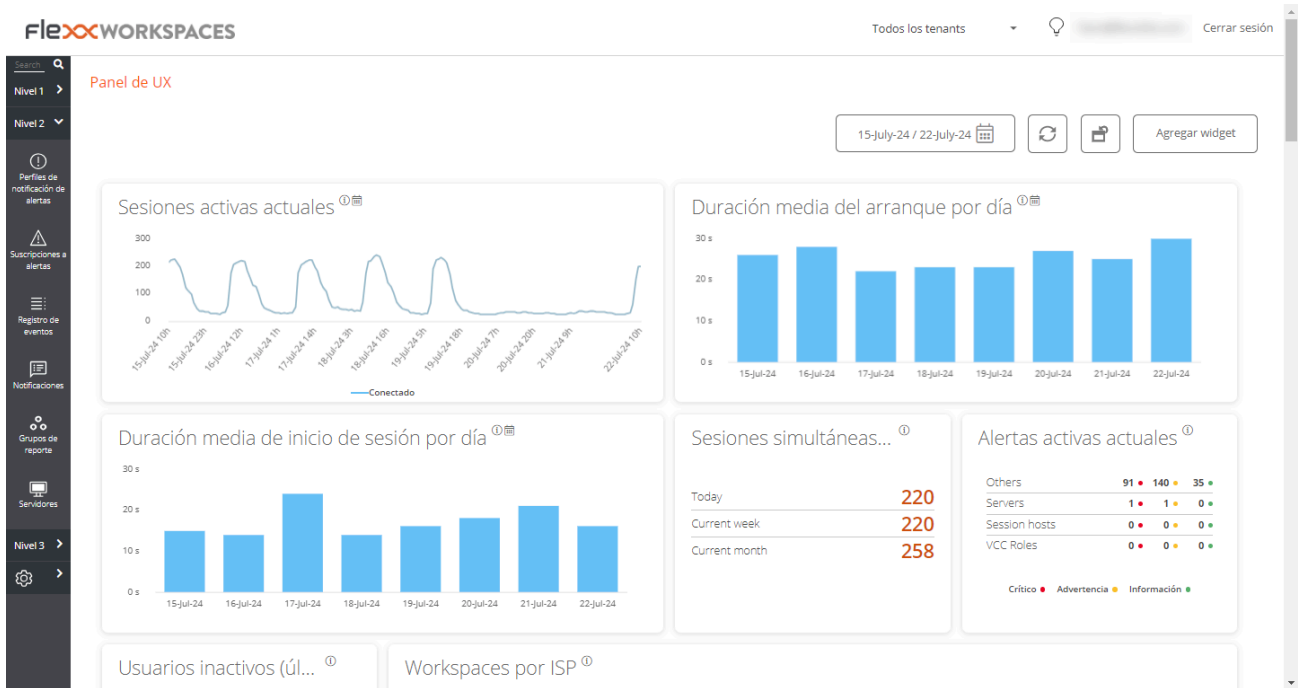 FlexxWORKSPACES
Todos los tenants
Cerrar sesión
Search
Nivel 1
Nivel 2
Perfiles de
notificación de
alertas
Suscripciones a
alertas
Registro de
eventos
Notificaciones
Grupos de
reporte
Servidores
Nivel 3
Panel de UX
15-July-24 / 22-July-24
Agregar widget
Sesiones activas actuales
300
200
100
0
15-Jul-24 10h
15-Jul-24 23h
16-Jul-24 12h
17-Jul-24 1h
17-Jul-24 14h
18-Jul-24 3h
18-Jul-24 16h
19-Jul-24 5h
19-Jul-24 18h
20-Jul-24 7h
20-Jul-24 20h
21-Jul-24 9h
22-Jul-24 10h
Conectado
Duración media del arranque por día
30 s
20 s
10 s
0 s
15-Jul-24 16-Jul-24 17-Jul-24 18-Jul-24 19-Jul-24 20-Jul-24 21-Jul-24 22-Jul-24
Duración media de inicio de sesión por día
30 s
20 s
10 s
0 s
15-Jul-24 16-Jul-24 17-Jul-24 18-Jul-24 19-Jul-24 20-Jul-24 21-Jul-24 22-Jul-24
Sesiones simultáneas...
Today 220
Current week 220
Current month 258
Alertas activas actuales
Others 91 140 35
Servers 1 1 0
Session hosts 0 0 0
VCC Roles 0 0 0
Crítico Advertencia Información
Usuarios inactivos (úl...
Workspaces por ISP